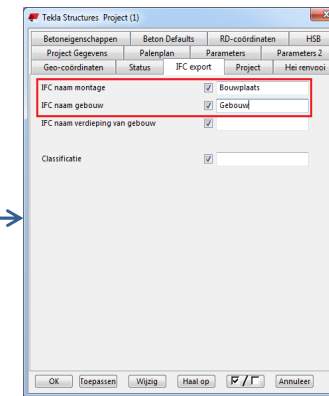 Tekla Structures Project (1)
Betoneigenschappen Beton Defaults RD-coördinaten HSB
Project Gegevens Palenplan Parameters Parameters 2
Geo-coördinaten Status IFC export Project Hei renvooi
IFC naam montage Bouwplaats
IFC naam gebouw Gebouw
IFC naam verdieping van gebouw
Classificatie
OK Toepassen Wijzig Haal op / Annuleer